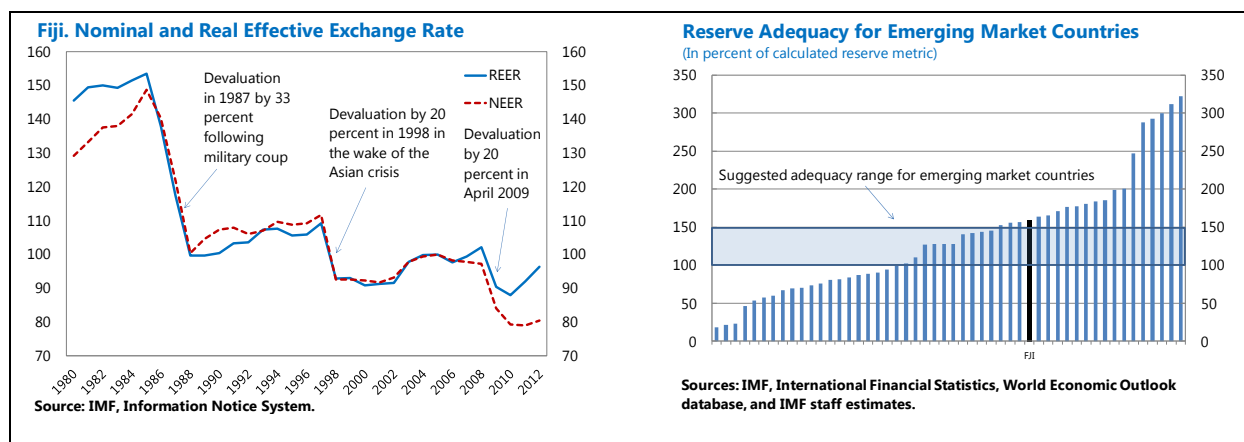 Fiji. Nominal and Real Effective Exchange Rate
160
150
140
130
120
110
100
90
80
70
160
150
140
130
120
110
100
90
80
70
Devaluation
in 1987 by 33
percent
following
military coup
REER
NEER
Devaluation by 20
percent in 1998 in
the wake of the
Asian crisis
Devaluation
by 20
percent in
April 2009
1980
1982
1984
1986
1988
1990
1992
1994
1996
1998
2000
2002
2004
2006
2008
2010
2012
Source: IMF, Information Notice System.
Reserve Adequacy for Emerging Market Countries
(In percent of calculated reserve metric)
350
300
250
200
150
100
50
0
350
300
250
200
150
100
50
0
Suggested adequacy range for emerging market countries
FJI
Sources: IMF, International Financial Statistics, World Economic Outlook
database, and IMF staff estimates.